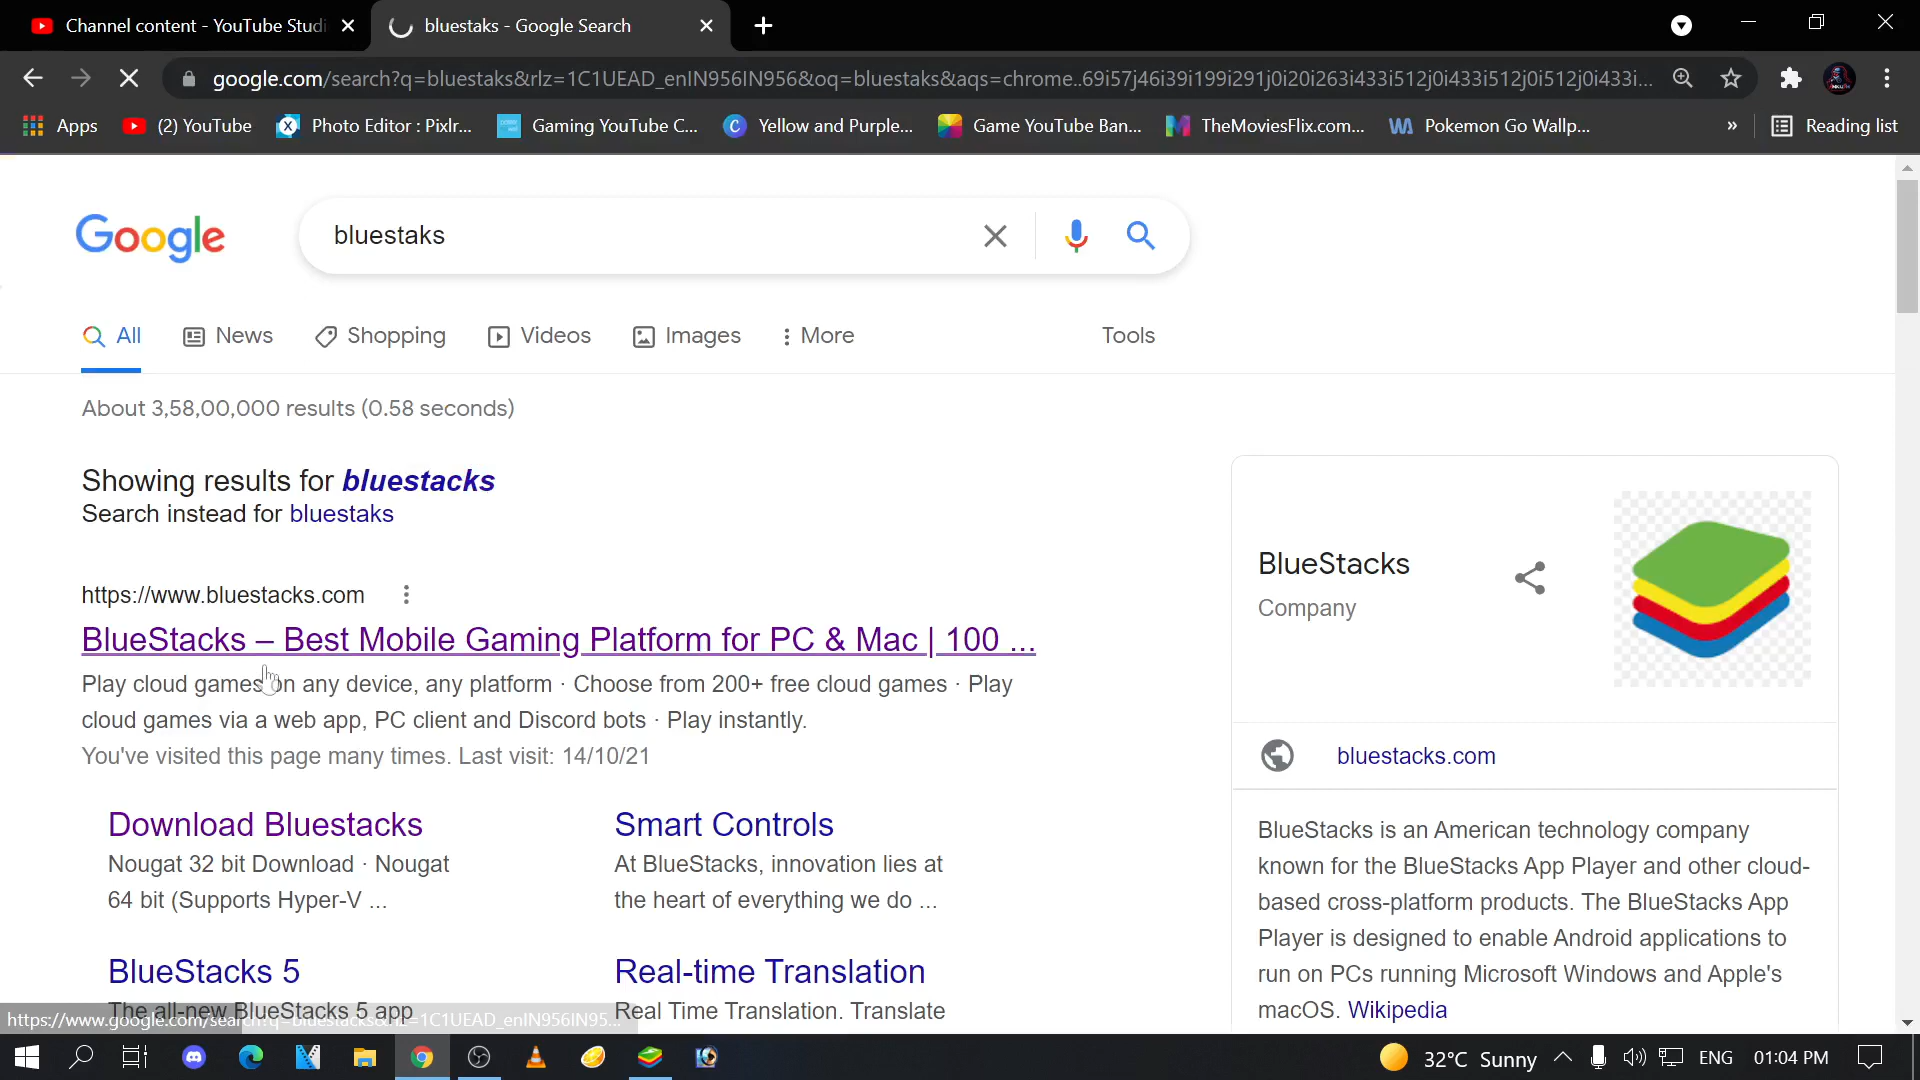 Channel content - YouTube Studi
bluestaks - Google Search
google.com/search?q=bluestaks&rlz=1C1UEAD_enIN956IN956&oq=bluestaks&aqs=chrome..69i57j46i39i199i291j0i20i263i433i512j0i433i512j0i512j0i433i...
Apps
(2) YouTube
Photo Editor : Pixlr...
Gaming YouTube C...
Yellow and Purple...
Game YouTube Ban...
TheMoviesFlix.com...
Pokemon Go Wallp...
»
Reading list
Google
bluestaks
All
News
Shopping
Videos
Images
More
Tools
About 3,58,00,000 results (0.58 seconds)
Showing results for bluestacks
Search instead for bluestaks
https://www.bluestacks.com
BlueStacks – Best Mobile Gaming Platform for PC & Mac | 100 ...
Play cloud games on any device, any platform · Choose from 200+ free cloud games · Play
cloud games via a web app, PC client and Discord bots · Play instantly.
You've visited this page many times. Last visit: 14/10/21
Download Bluestacks
Nougat 32 bit Download · Nougat
64 bit (Supports Hyper-V ...
Smart Controls
At BlueStacks, innovation lies at
the heart of everything we do ...
BlueStacks 5
The all-new BlueStacks 5 app
Real-time Translation
Real Time Translation. Translate
https://www.google.com/search?q=bluestacks&rlz=1C1UEAD_enIN956IN95...
BlueStacks
Company
bluestacks.com
BlueStacks is an American technology company
known for the BlueStacks App Player and other cloud-
based cross-platform products. The BlueStacks App
Player is designed to enable Android applications to
run on PCs running Microsoft Windows and Apple's
macOS. Wikipedia
32°C Sunny
ENG
01:04 PM